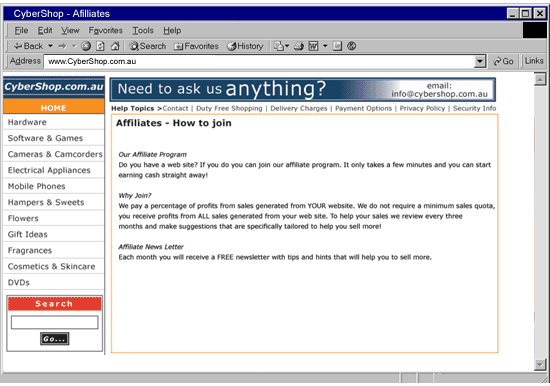 CyberShop - Afilliates
File Edit View Favorites Tools Help
Back Search Favorites History
Address www.CyberShop.com.au Go Links
CyberShop.com.au
Need to ask us anything?
email:
info@cybershop.com.au
HOME
Help Topics >Contact | Duty Free Shopping | Delivery Charges | Payment Options | Privacy Policy | Security Info
Hardware
Software & Games
Cameras & Camcorders
Electrical Appliances
Mobile Phones
Hampers & Sweets
Flowers
Gift Ideas
Fragrances
Cosmetics & Skincare
DVDs
Search
Go...
Affiliates - How to join
Our Affiliate Program
Do you have a web site? If you do you can join our affiliate program. It only takes a few minutes and you can start
earning cash straight away!
Why Join?
We pay a percentage of profits from sales generated from YOUR website. We do not require a minimum sales quota,
you receive profits from ALL sales generated from your web site. To help your sales we review every three
months and make suggestions that are specifically tailored to help you sell more!
Affiliate News Letter
Each month you will receive a FREE newsletter with tips and hints that will help you to sell more.